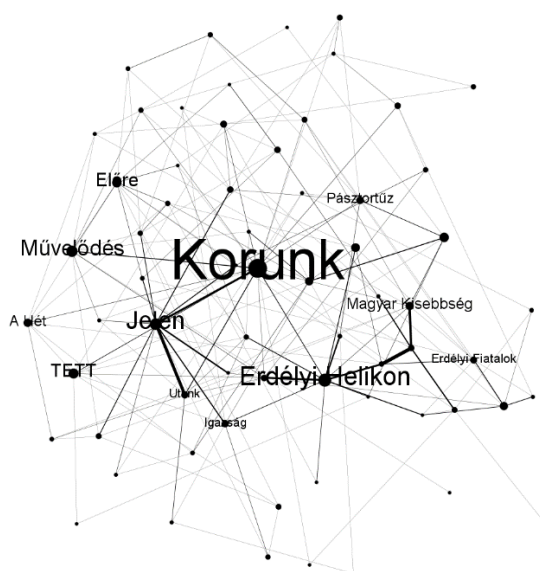 Előre
Pásztortűz
Művelődés
Korunk
Magyar Kisebbség
A Hét
Jelen
Erdélyi Fiatalok
TETT
Erdélyi Helikon
Utunk
Igazság